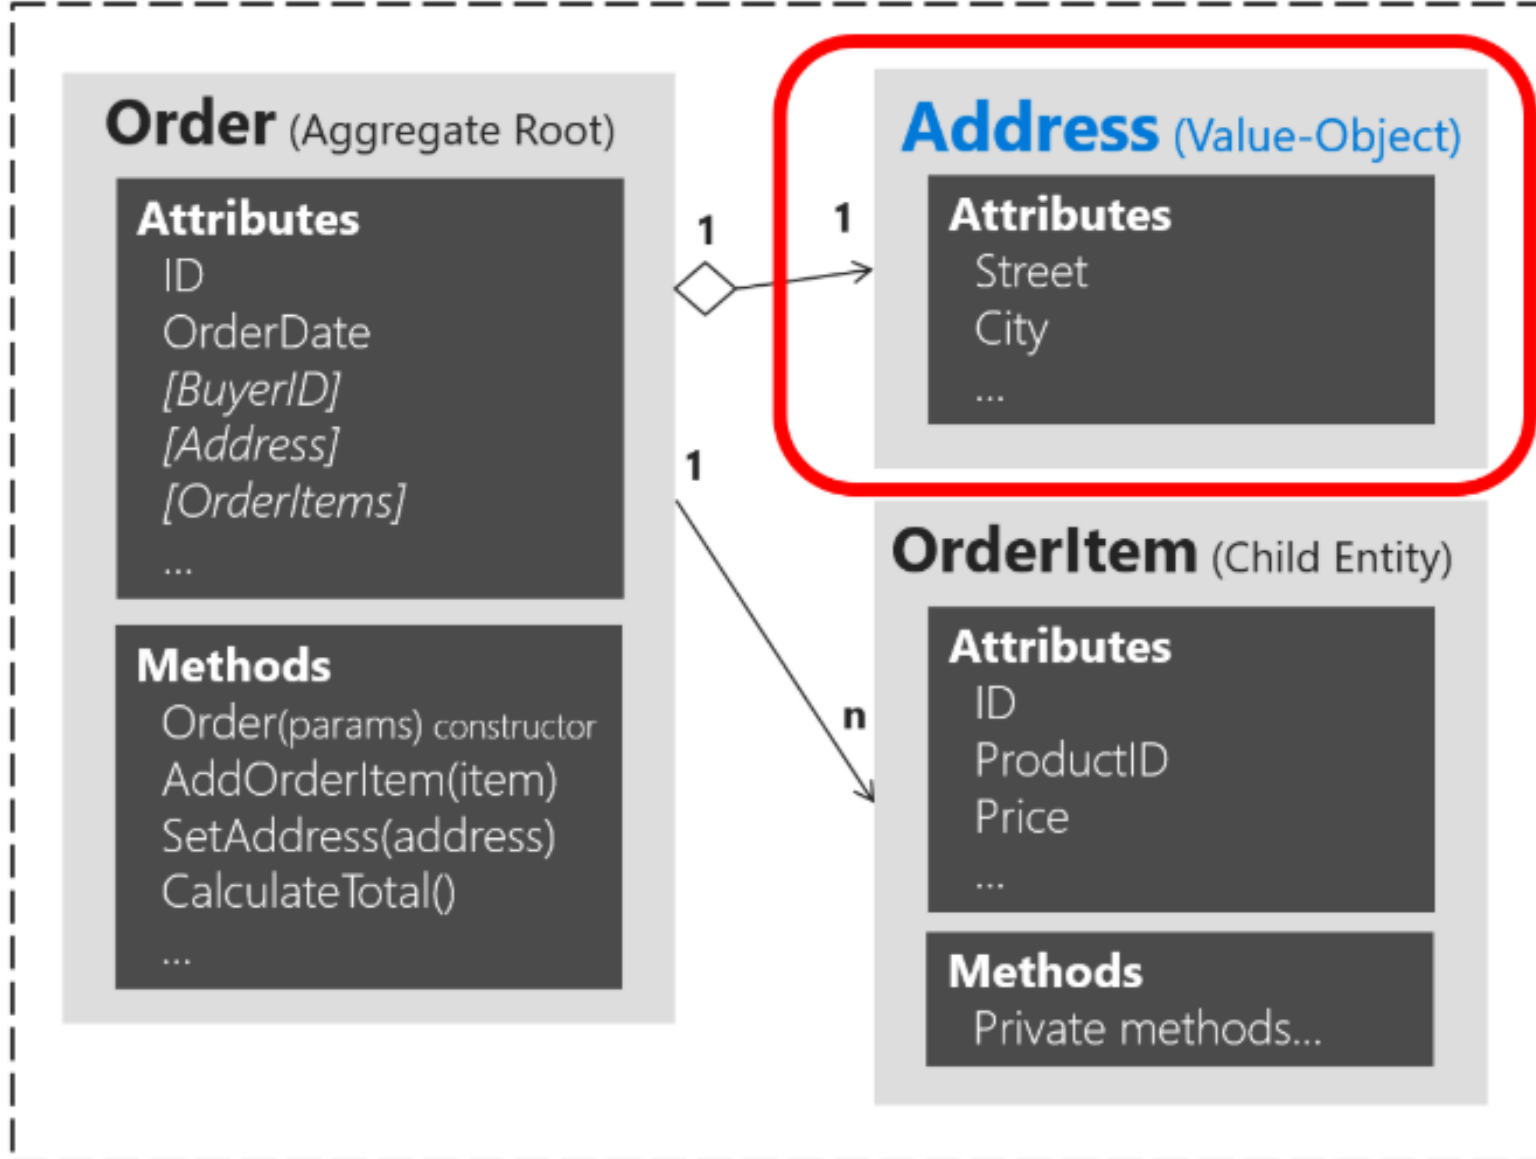 Order (Aggregate Root)
Attributes
ID
OrderDate
[BuyerID]
[Address]
[OrderItems]
...
Methods
Order(params) constructor
AddOrderItem(item)
SetAddress(address)
CalculateTotal()
...
1
1
1
n
Address (Value-Object)
Attributes
Street
City
...
OrderItem (Child Entity)
Attributes
ID
ProductID
Price
...
Methods
Private methods...